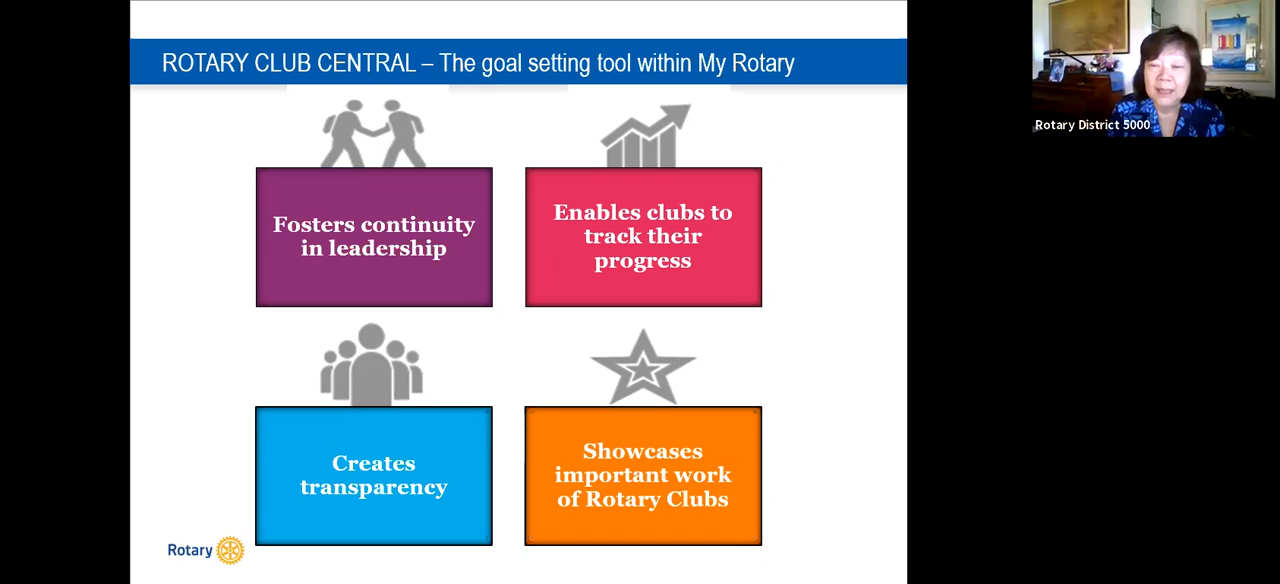 ROTARY CLUB CENTRAL – The goal setting tool within My Rotary
Rotary District 5000
Fosters continuity
in leadership
Enables clubs to
track their
progress
Creates
transparency
Showcases
important work
of Rotary Clubs
Rotary